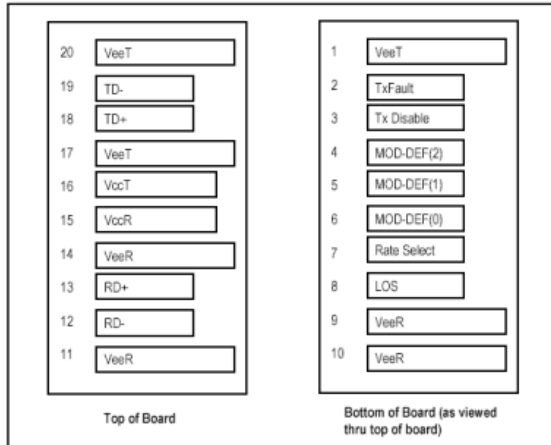 20 VeeT
19 TD-
18 TD+
17 VeeT
16 VccT
15 VccR
14 VeeR
13 RD+
12 RD-
11 VeeR
Top of Board
1 VeeT
2 TxFault
3 Tx Disable
4 MOD-DEF(2)
5 MOD-DEF(1)
6 MOD-DEF(0)
7 Rate Select
8 LOS
9 VeeR
10 VeeR
Bottom of Board (as viewed
thru top of board)